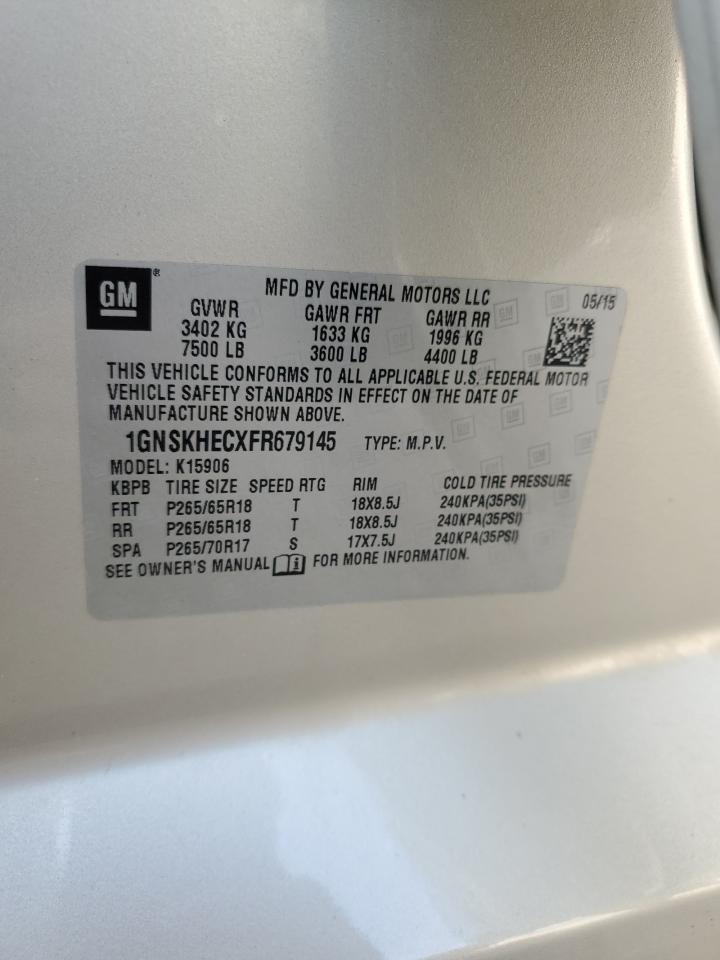 GM® MFD BY GENERAL MOTORS LLC 05/15
GVWR GAWR FRT GAWR RR
3402 KG 1633 KG 1996 KG
7500 LB 3600 LB 4400 LB
THIS VEHICLE CONFORMS TO ALL APPLICABLE U.S. FEDERAL MOTOR
VEHICLE SAFETY STANDARDS IN EFFECT ON THE DATE OF
MANUFACTURE SHOWN ABOVE.
1GNSKHECXFR679145 TYPE: M.P.V.
MODEL: K15906
KBPB TIRE SIZE SPEED RTG RIM COLD TIRE PRESSURE
FRT P265/65R18 T 18X8.5J 240KPA(35PSI)
RR P265/65R18 T 18X8.5J 240KPA(35PSI)
SPA P265/70R17 S 17X7.5J 240KPA(35PSI)
SEE OWNER'S MANUAL i FOR MORE INFORMATION.